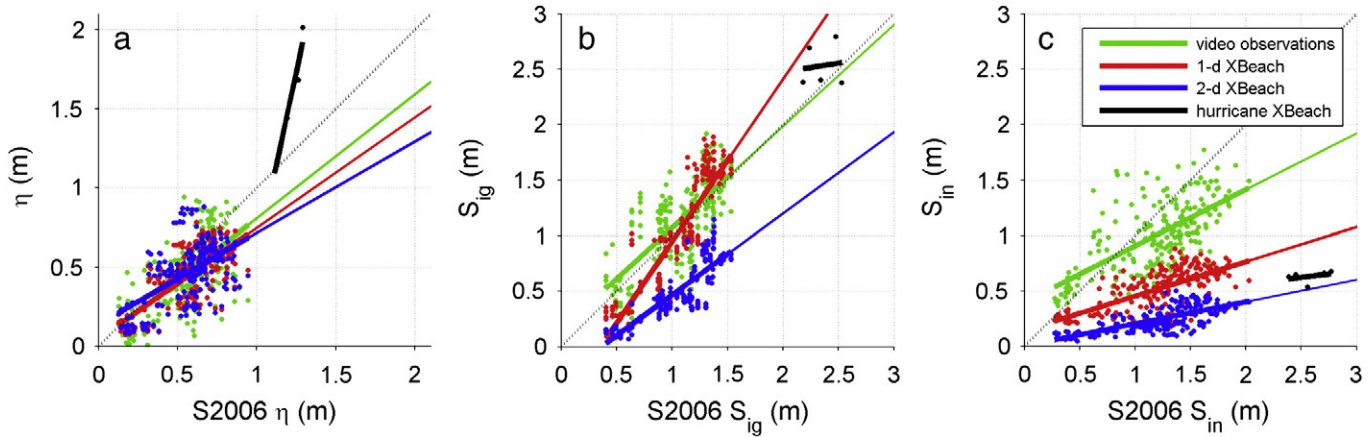 a
η (m)
2
1.5
1
0.5
0
0
0.5
1
1.5
2
S2006 η (m)
b
S_ig (m)
3
2.5
2
1.5
1
0.5
0
0
0.5
1
1.5
2
2.5
3
S2006 S_ig (m)
c
video observations
1-d XBeach
2-d XBeach
hurricane XBeach
S_in (m)
3
2.5
2
1.5
1
0.5
0
0
0.5
1
1.5
2
2.5
3
S2006 S_in (m)